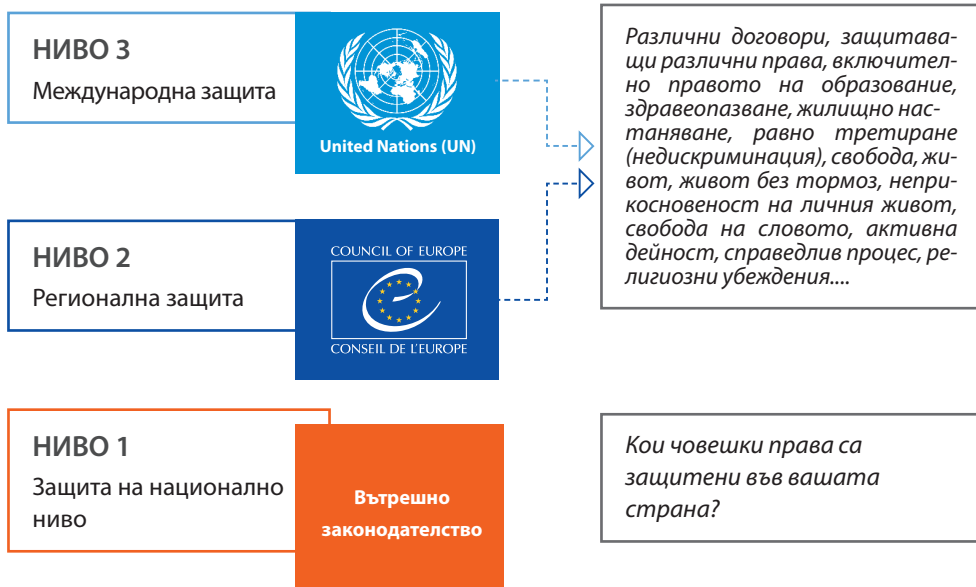 НИВО 3
Международна защита
United Nations (UN)
Различни договори, защитава-
щи различни права, включител-
но правото на образование,
здравеопазване, жилищно нас-
таняване, равно третиране
(недискриминация), свобода, жи-
вот, живот без тормоз, непри-
косновеност на личния живот,
свобода на словото, активна
дейност, справедлив процес, ре-
лигиозни убеждения....
НИВО 2
Регионална защита
COUNCIL OF EUROPE
CONSEIL DE L'EUROPE
НИВО 1
Защита на национално
ниво
Вътрешно
законодателство
Кои човешки права са
защитени във вашата
страна?